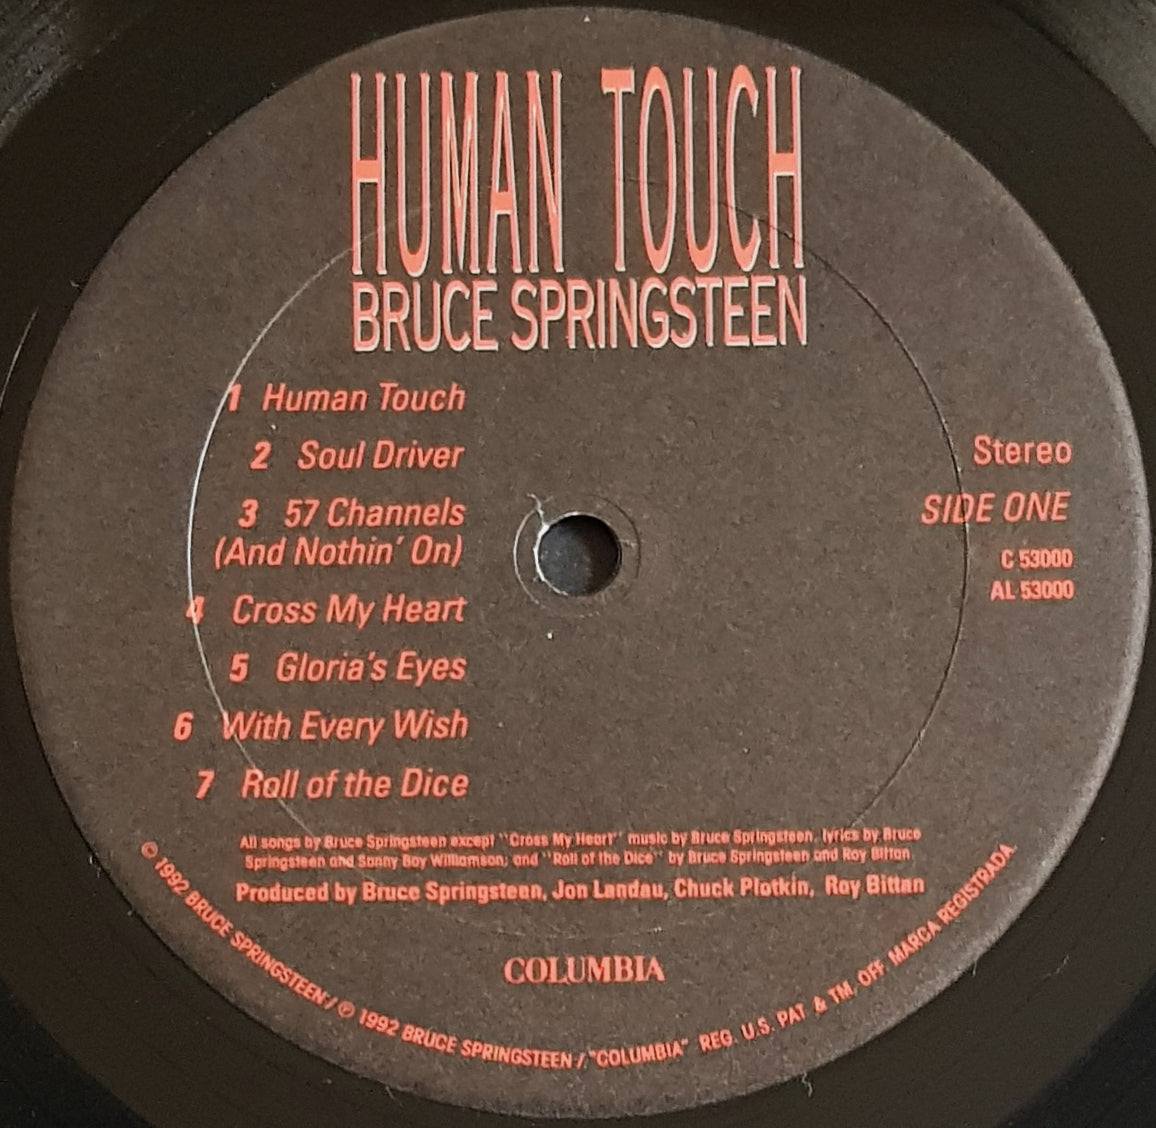 HUMAN TOUCH
BRUCE SPRINGSTEEN
1 Human Touch
2 Soul Driver
3 57 Channels
(And Nothin' On)
4 Cross My Heart
5 Gloria's Eyes
6 With Every Wish
7 Roll of the Dice
Stereo
SIDE ONE
C 53000
AL 53000
All songs by Bruce Springsteen except "Cross My Heart" music by Bruce Springsteen, lyrics by Bruce
Springsteen and Sonny Boy Williamson; and "Roll of the Dice" by Bruce Springsteen and Roy Bittan
Produced by Bruce Springsteen, Jon Landau, Chuck Plotkin, Roy Bittan
COLUMBIA
© 1992 BRUCE SPRINGSTEEN / ℗ 1992 BRUCE SPRINGSTEEN / "COLUMBIA" REG. U.S. PAT & TM. OFF. MARCA REGISTRADA.